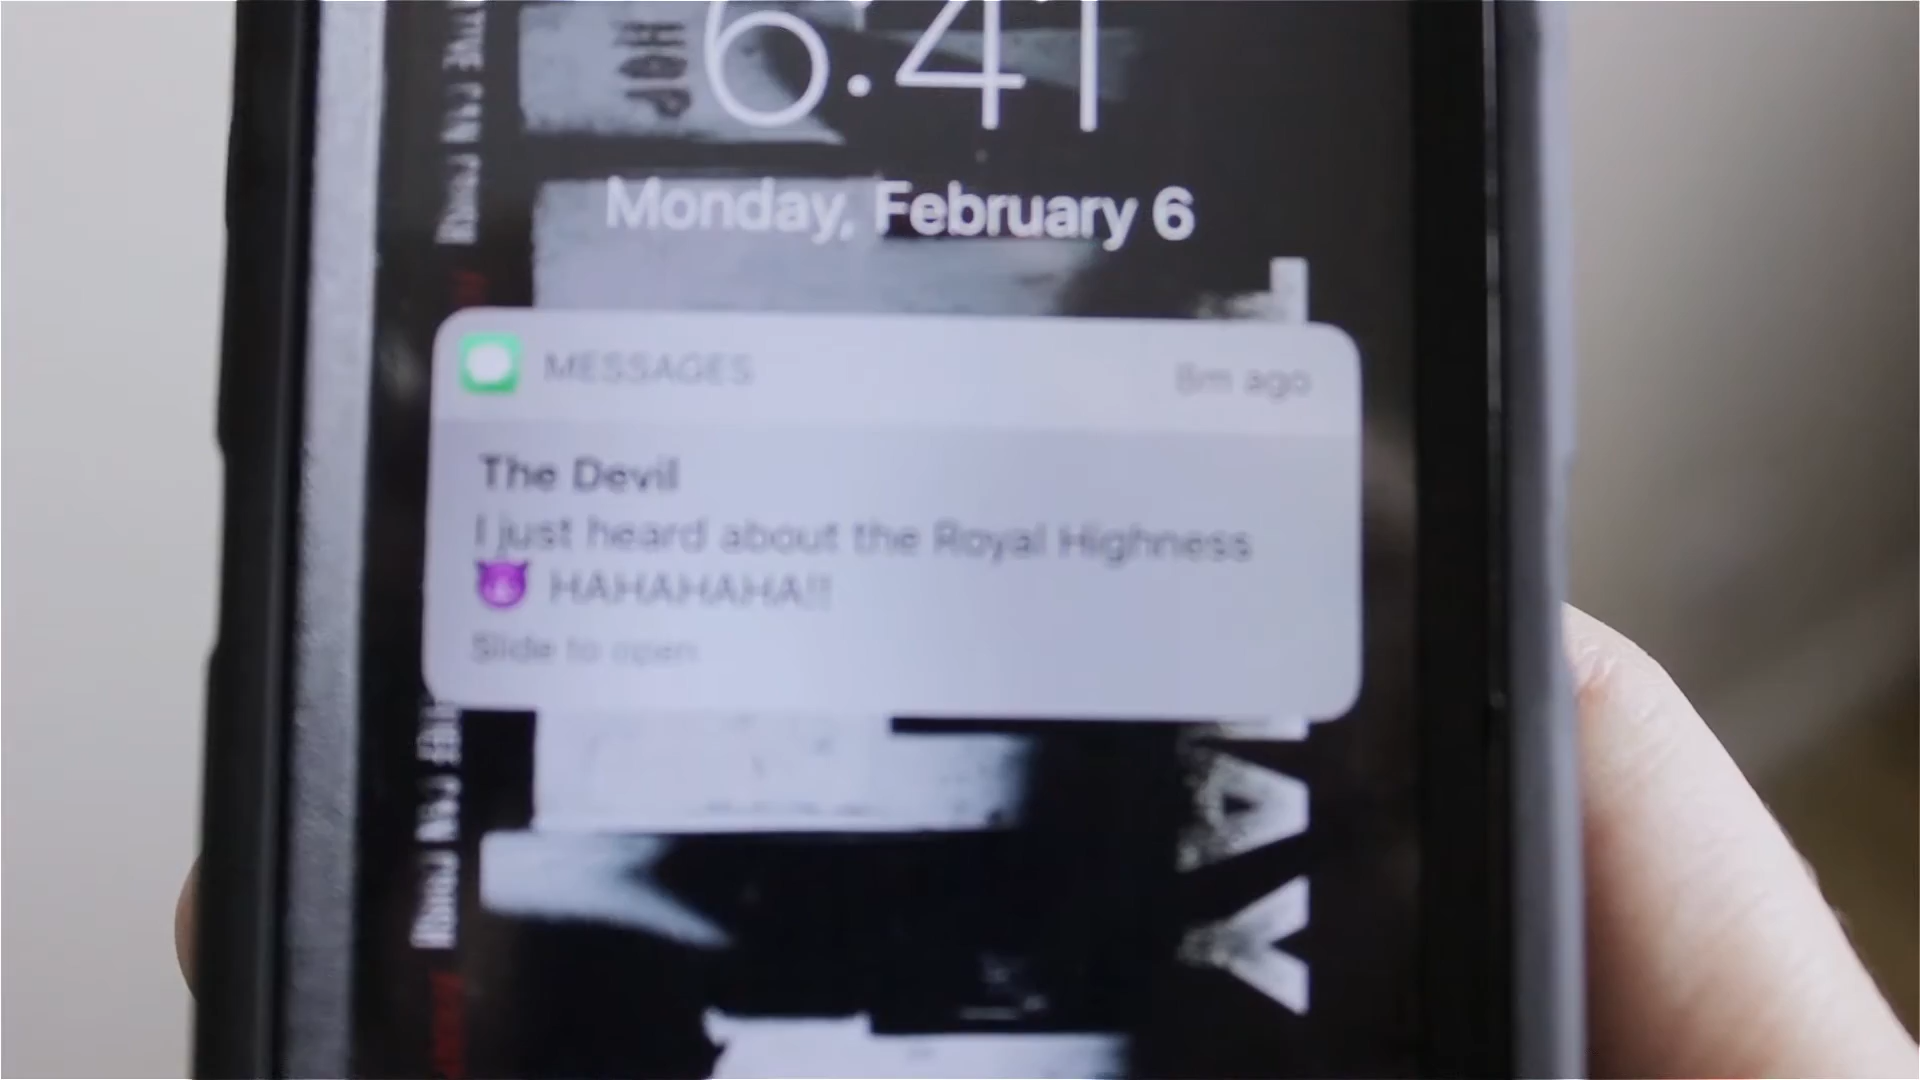 HOP
6:41
Monday, February 6
MESSAGES
8m ago
The Devil
I just heard about the Royal Highness
😈 HAHAHAHA!!
Slide to open